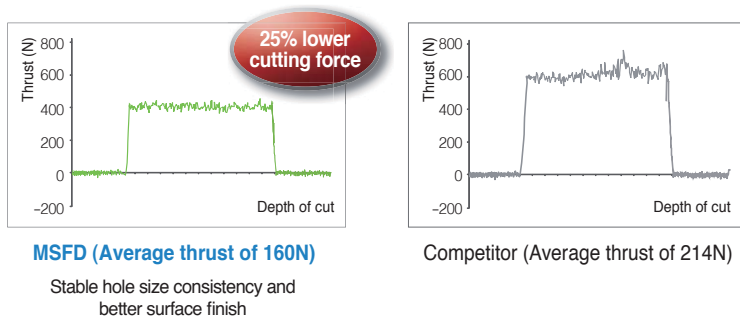 25% lower
cutting force
Thrust (N)
800
600
400
200
0
−200
Depth of cut
MSFD (Average thrust of 160N)
Stable hole size consistency and
better surface finish
Thrust (N)
800
600
400
200
0
−200
Depth of cut
Competitor (Average thrust of 214N)